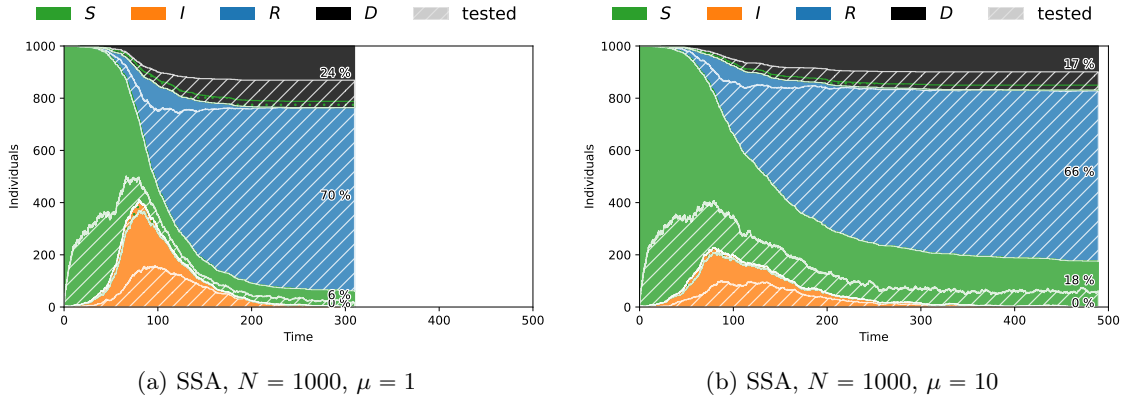 S I R D tested
1000
800
600
400
200
0
Individuals
24 %
70 %
6 %
0 %
0 100 200 300 400 500
Time
(a) SSA, N = 1000, μ = 1
S I R D tested
1000
800
600
400
200
0
Individuals
17 %
66 %
18 %
0 %
0 100 200 300 400 500
Time
(b) SSA, N = 1000, μ = 10